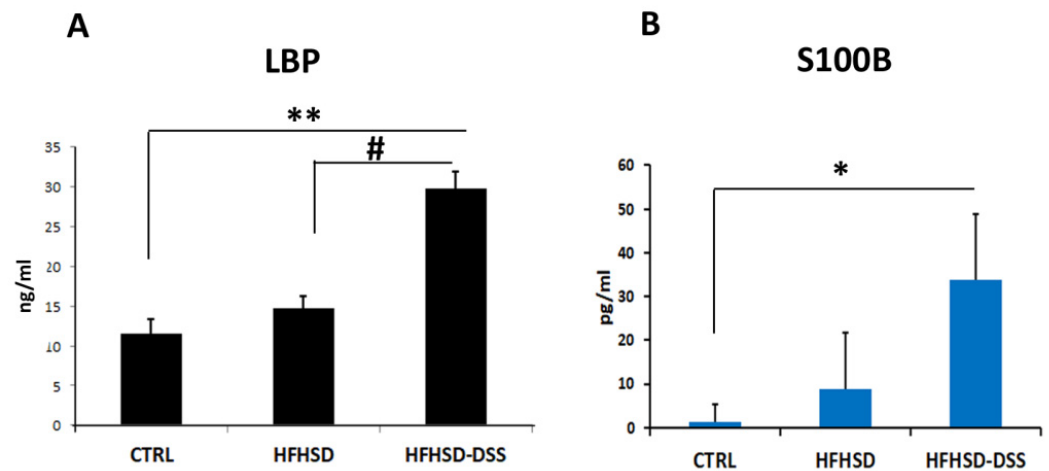 A
LBP
**
#
ng/ml
35
30
25
20
15
10
5
0
CTRL
HFHSD
HFHSD-DSS
B
S100B
*
pg/ml
60
50
40
30
20
10
0
CTRL
HFHSD
HFHSD-DSS